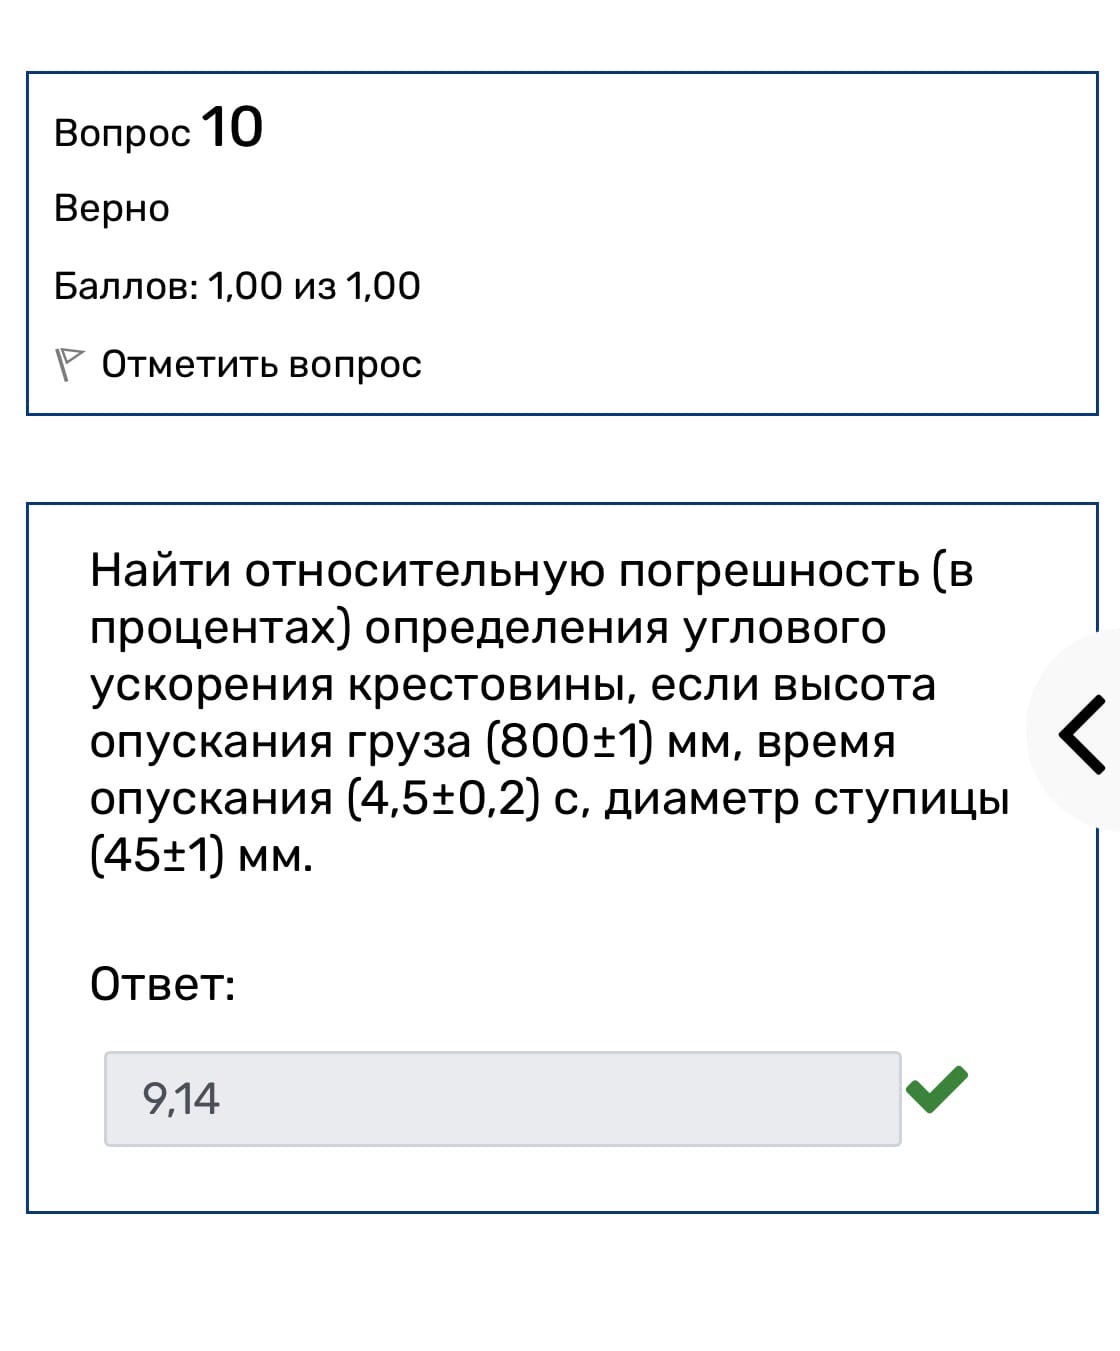 Вопрос 10
Верно
Баллов: 1,00 из 1,00
Отметить вопрос
Найти относительную погрешность (в
процентах) определения углового
ускорения крестовины, если высота
опускания груза (800±1) мм, время
опускания (4,5±0,2) с, диаметр ступицы
(45±1) мм.
Ответ:
9,14